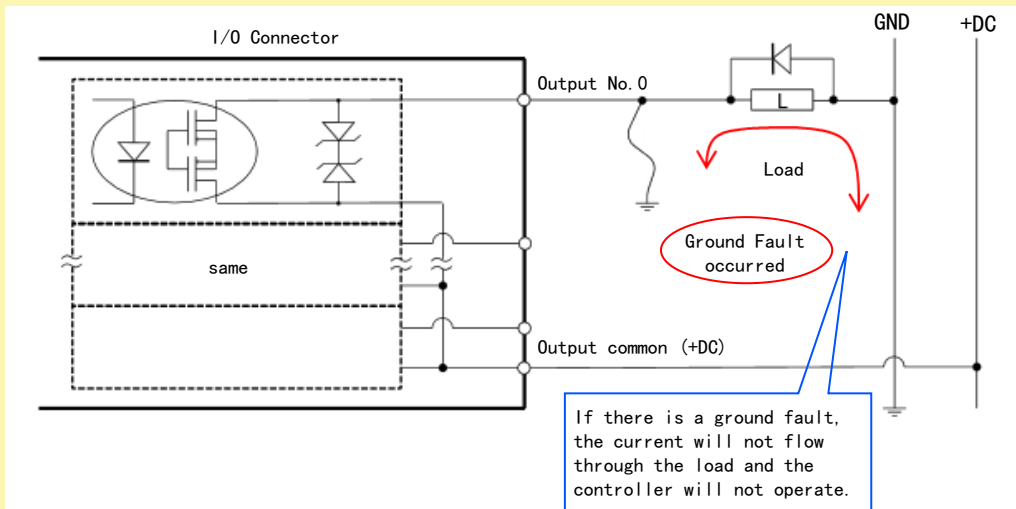 GND
+DC
I/O Connector
Output No.0
L
Load
Ground Fault
occurred
same
Output common (+DC)
If there is a ground fault,
the current will not flow
through the load and the
controller will not operate.